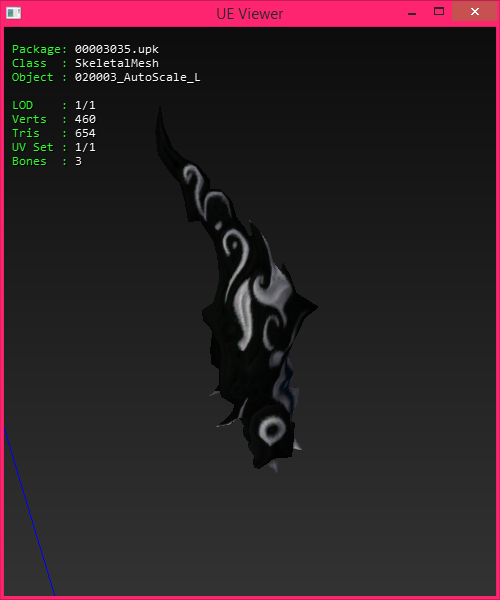 UE Viewer
Package: 00003035.upk
Class : SkeletalMesh
Object : 020003_AutoScale_L
LOD : 1/1
Verts : 460
Tris : 654
UV Set : 1/1
Bones : 3